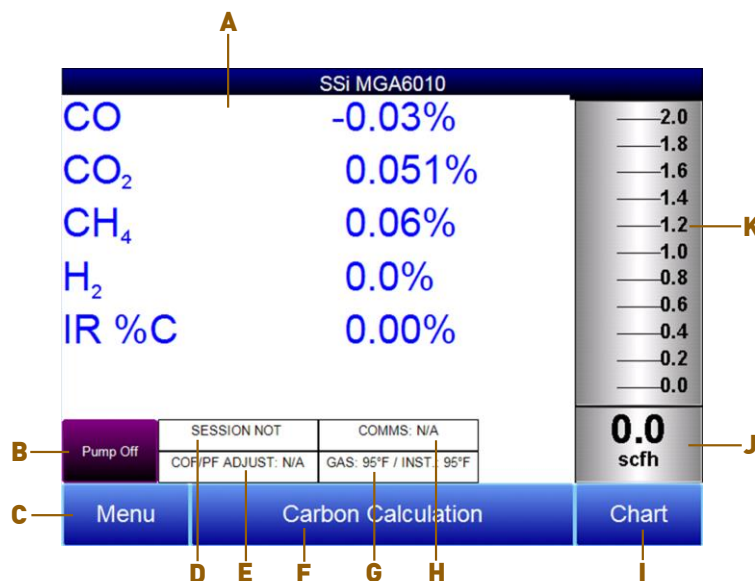 A
SSi MGA6010
CO -0.03%
CO₂ 0.051%
CH₄ 0.06%
H₂ 0.0%
IR %C 0.00%
2.0
1.8
1.6
1.4
1.2
K
1.0
0.8
0.6
0.4
0.2
0.0
B
Pump Off
SESSION NOT
COMMS: N/A
COF/PF ADJUST: N/A
GAS: 95°F / INST.: 95°F
0.0
scfh
J
C
Menu
Carbon Calculation
Chart
D E F G H I